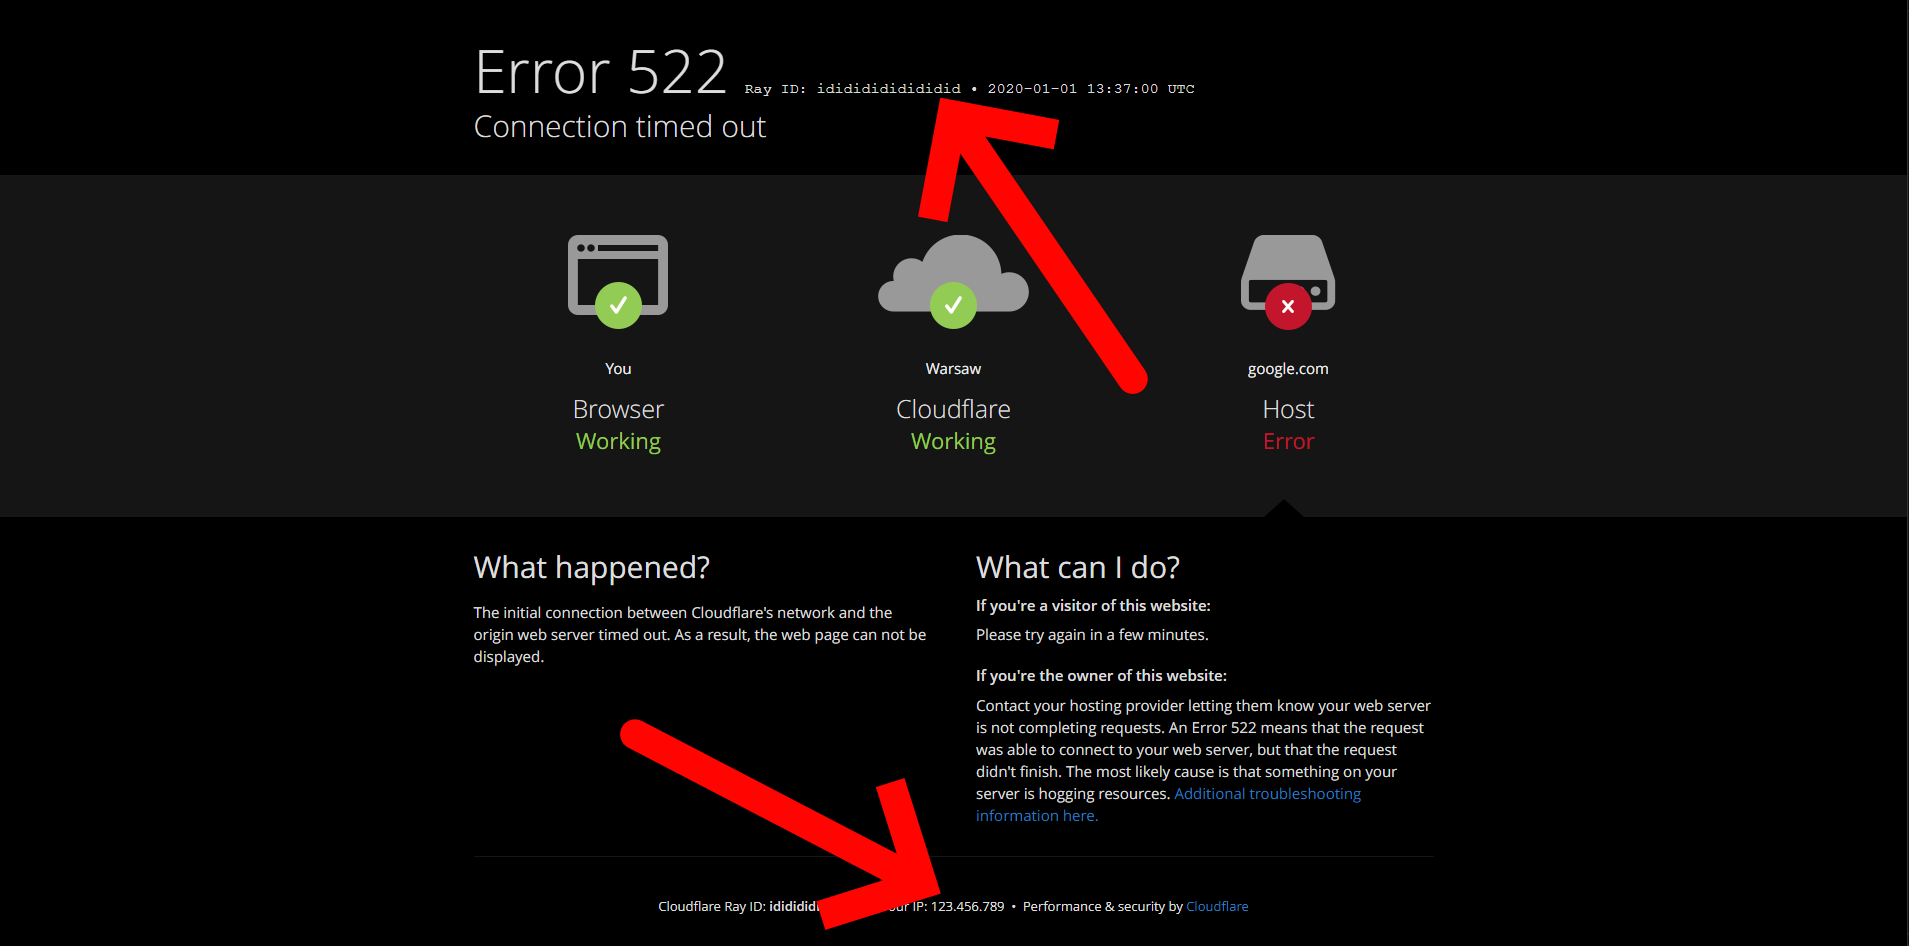 Error 522 Ray ID: idididididididid • 2020-01-01 13:37:00 UTC
Connection timed out
You
Browser
Working
Warsaw
Cloudflare
Working
google.com
Host
Error
What happened?
The initial connection between Cloudflare's network and the
origin web server timed out. As a result, the web page can not be
displayed.
What can I do?
If you're a visitor of this website:
Please try again in a few minutes.
If you're the owner of this website:
Contact your hosting provider letting them know your web server
is not completing requests. An Error 522 means that the request
was able to connect to your web server, but that the request
didn't finish. The most likely cause is that something on your
server is hogging resources. Additional troubleshooting
information here.
Cloudflare Ray ID: IP: 123.456.789 • Performance & security by Cloudflare